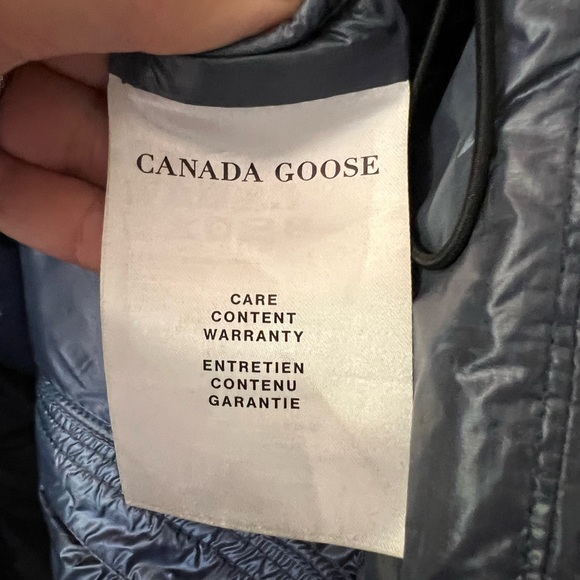 CANADA GOOSE
CARE
CONTENT
WARRANTY
ENTRETIEN
CONTENU
GARANTIE